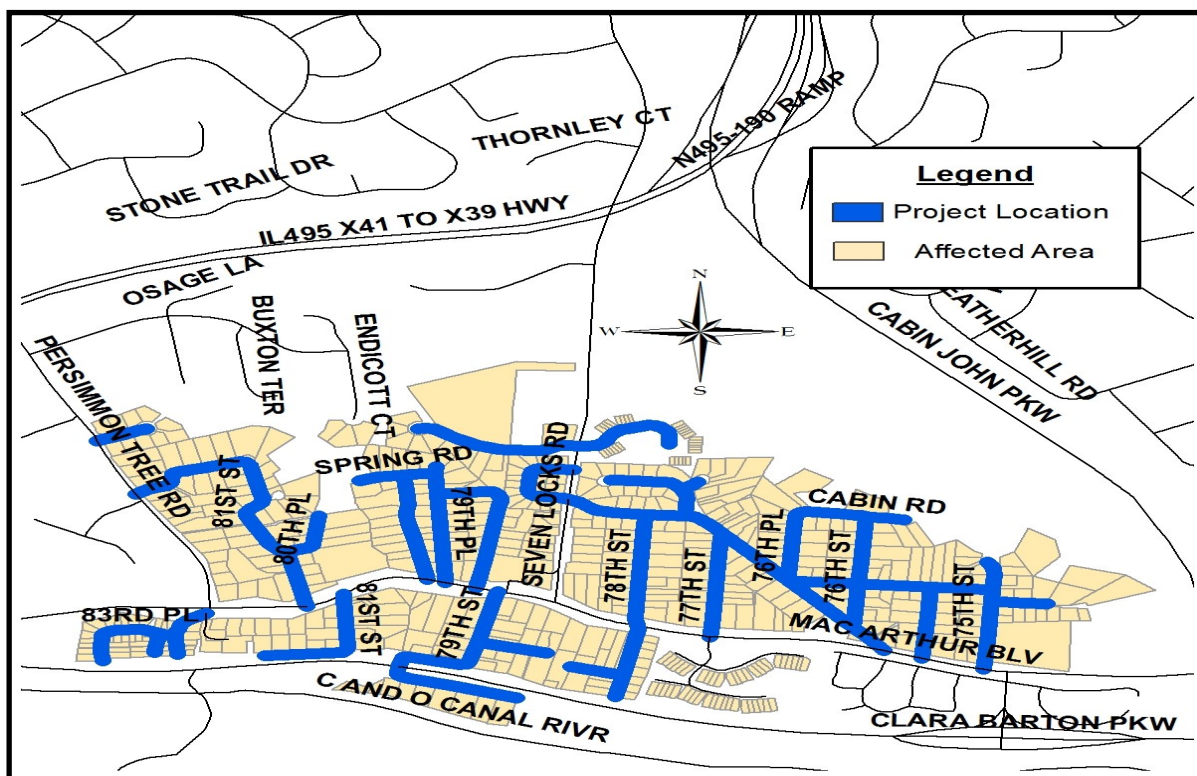 THORNLEY CT
N495-190 RAMP
STONE TRAIL DR
IL495 X41 TO X39 HWY
OSAGE LA
Legend
Project Location
Affected Area
N
W
E
S
EATHERHILL RD
CABIN JOHN PKW
BUXTON TER
ENDICOTT CT
PERSIMMON TREE RD
SPRING RD
SEVEN LOCKS RD
81ST ST
80TH PL
79TH PL
CABIN RD
78TH ST
77TH ST
76TH PL
76TH ST
75TH ST
83RD PL
81ST ST
79TH ST
MAC ARTHUR BLV
C AND O CANAL RIVR
CLARA BARTON PKW